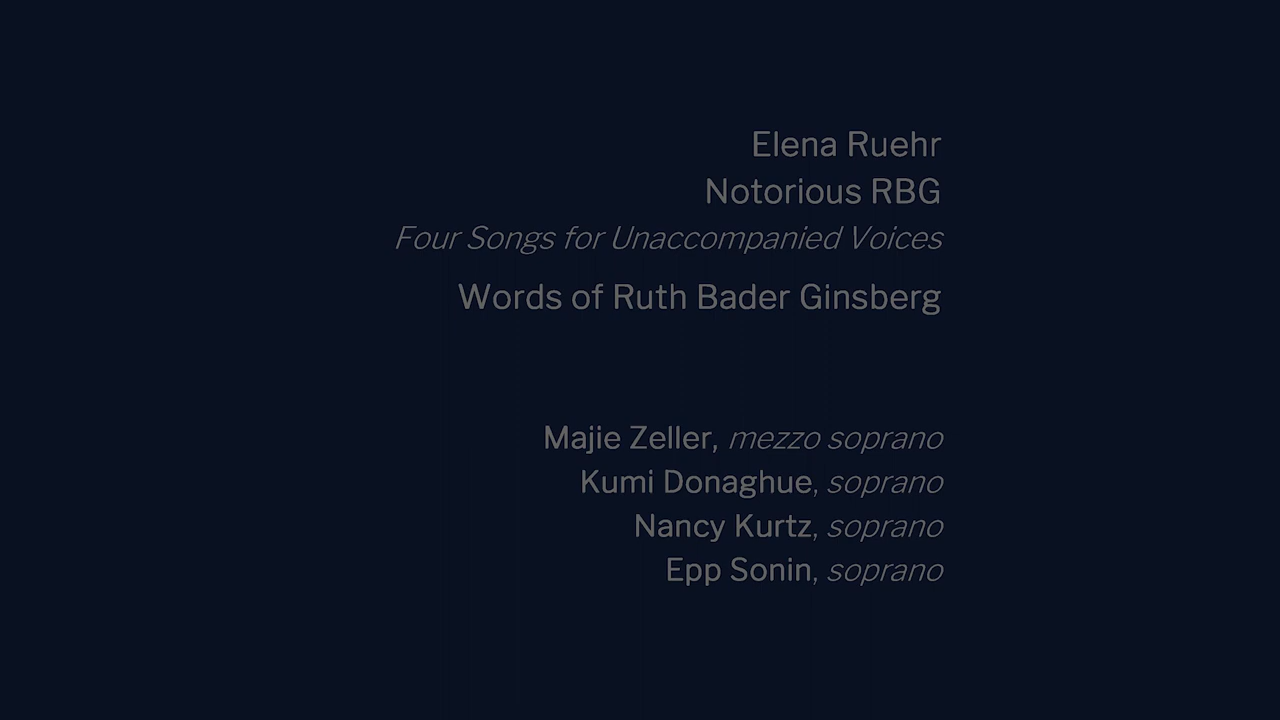 Elena Ruehr
Notorious RBG
Four Songs for Unaccompanied Voices
Words of Ruth Bader Ginsberg
Majie Zeller, mezzo soprano
Kumi Donaghue, soprano
Nancy Kurtz, soprano
Epp Sonin, soprano